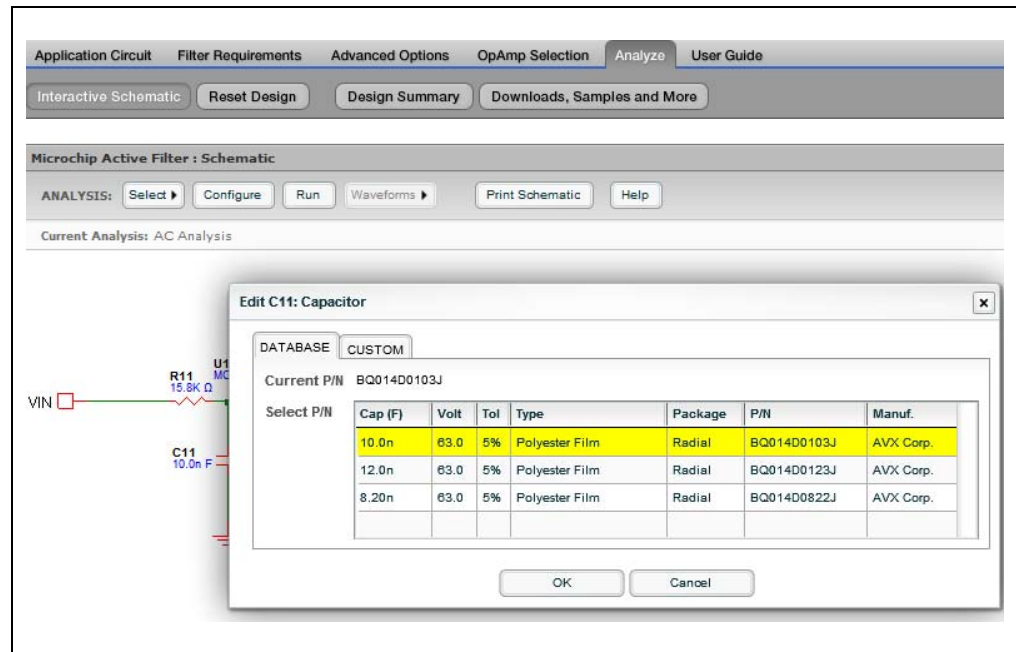 Application Circuit Filter Requirements Advanced Options OpAmp Selection Analyze User Guide
Interactive Schematic Reset Design Design Summary Downloads, Samples and More
Microchip Active Filter : Schematic
ANALYSIS: Select Configure Run Waveforms Print Schematic Help
Current Analysis: AC Analysis
Edit C11: Capacitor
x
DATABASE CUSTOM
Current P/N BQ014D0103J
Select P/N
Cap (F) Volt Tol Type Package P/N Manuf.
10.0n 63.0 5% Polyester Film Radial BQ014D0103J AVX Corp.
12.0n 63.0 5% Polyester Film Radial BQ014D0123J AVX Corp.
8.20n 63.0 5% Polyester Film Radial BQ014D0822J AVX Corp.
OK Cancel
U1
MC
R11
15.8K Ω
VIN
C11
10.0n F